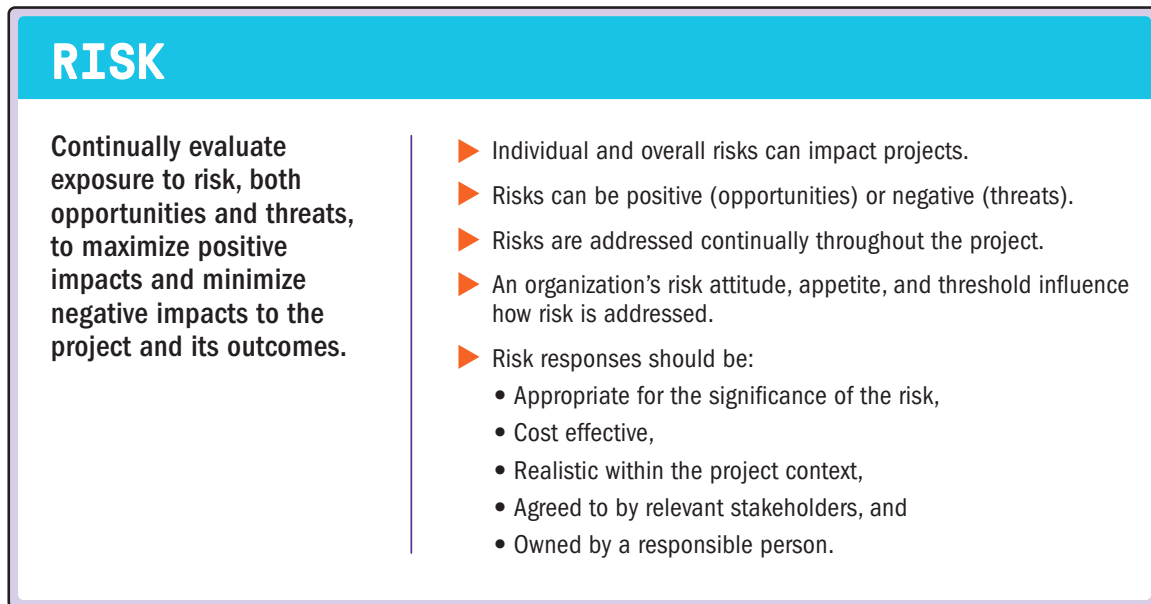 RISK
Continually evaluate
exposure to risk, both
opportunities and threats,
to maximize positive
impacts and minimize
negative impacts to the
project and its outcomes.
▶ Individual and overall risks can impact projects.
▶ Risks can be positive (opportunities) or negative (threats).
▶ Risks are addressed continually throughout the project.
▶ An organization’s risk attitude, appetite, and threshold influence
how risk is addressed.
▶ Risk responses should be:
• Appropriate for the significance of the risk,
• Cost effective,
• Realistic within the project context,
• Agreed to by relevant stakeholders, and
• Owned by a responsible person.